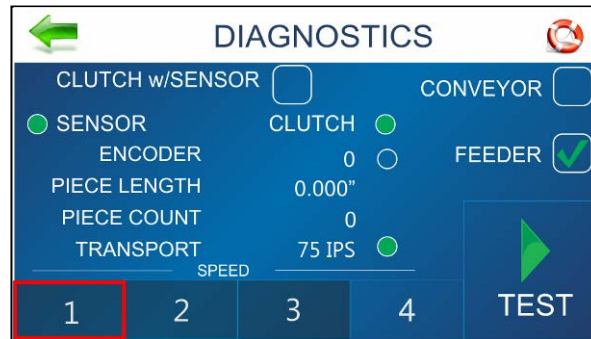 DIAGNOSTICS
CLUTCH w/SENSOR
CONVEYOR
SENSOR CLUTCH
ENCODER 0
FEEDER
PIECE LENGTH 0.000”
PIECE COUNT 0
TRANSPORT 75 IPS
SPEED
1 2 3 4 TEST